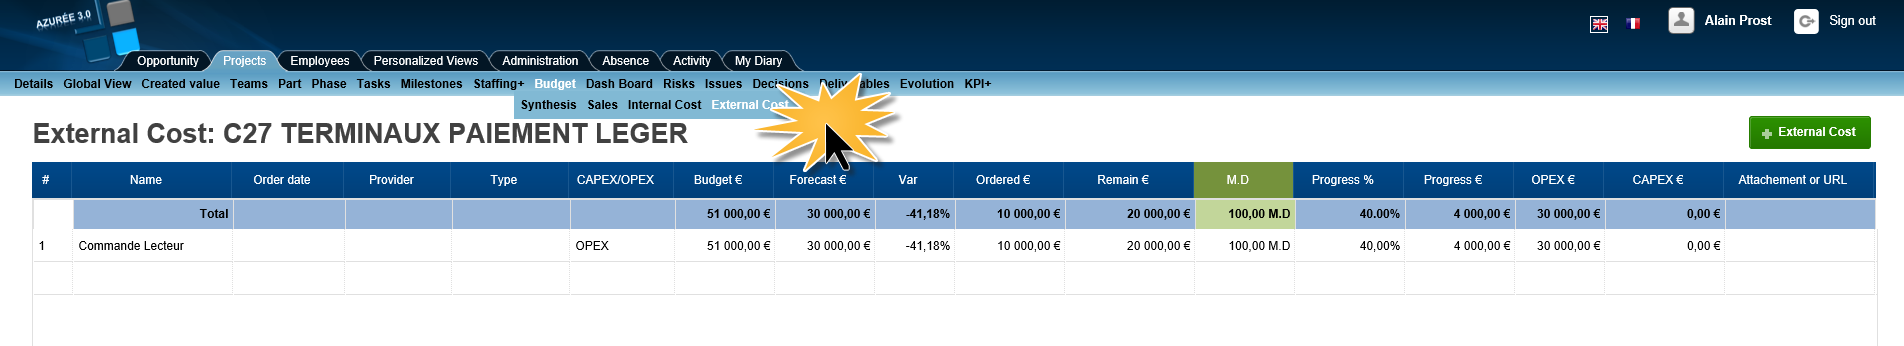 AZURÉE 3.0
Alain Prost Sign out
Opportunity Projects Employees Personalized Views Administration Absence Activity My Diary
Details Global View Created value Teams Part Phase Tasks Milestones Staffing+ Budget Dash Board Risks Issues Decisions Deliverables Evolution KPI+
Synthesis Sales Internal Cost External Cost
External Cost: C27 TERMINAUX PAIEMENT LEGER
+ External Cost
# Name Order date Provider Type CAPEX/OPEX Budget € Forecast € Var Ordered € Remain € M.D Progress % Progress € OPEX € CAPEX € Attachement or URL
Total 51 000,00 € 30 000,00 € -41,18% 10 000,00 € 20 000,00 € 100,00 M.D 40.00% 4 000,00 € 30 000,00 € 0,00 €
1 Commande Lecteur OPEX 51 000,00 € 30 000,00 € -41,18% 10 000,00 € 20 000,00 € 100,00 M.D 40,00% 4 000,00 € 30 000,00 € 0,00 €